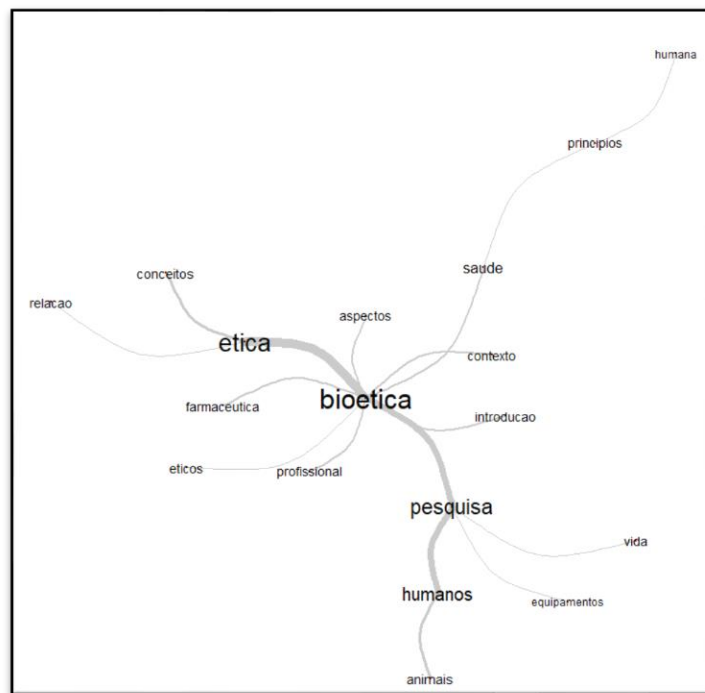 humana
principios
saude
conceitos
relacao
aspectos
etica
contexto
bioetica
farmaceutica
introducao
eticos
profissional
pesquisa
vida
humanos
equipamentos
animais